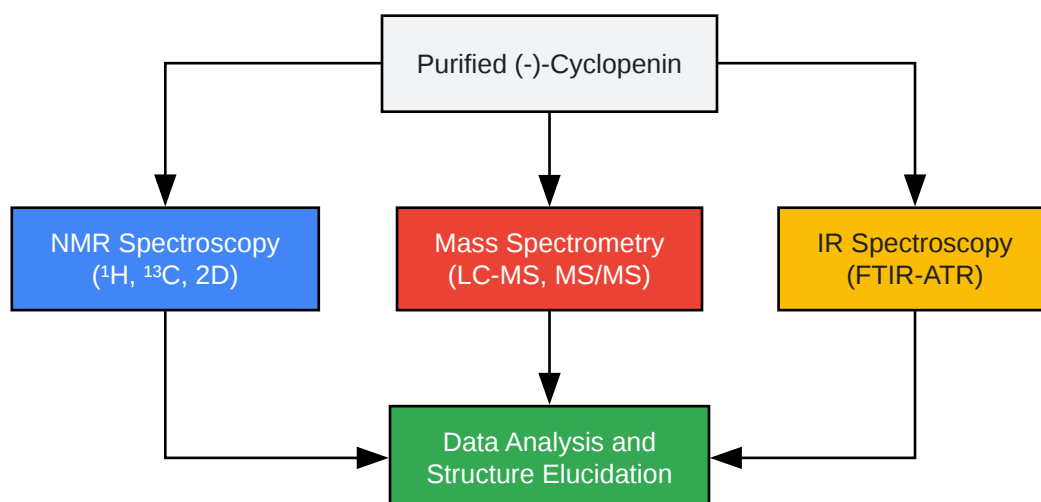 Purified (-)-Cyclopenin
NMR Spectroscopy
(¹H, ¹³C, 2D)
Mass Spectrometry
(LC-MS, MS/MS)
IR Spectroscopy
(FTIR-ATR)
Data Analysis and
Structure Elucidation